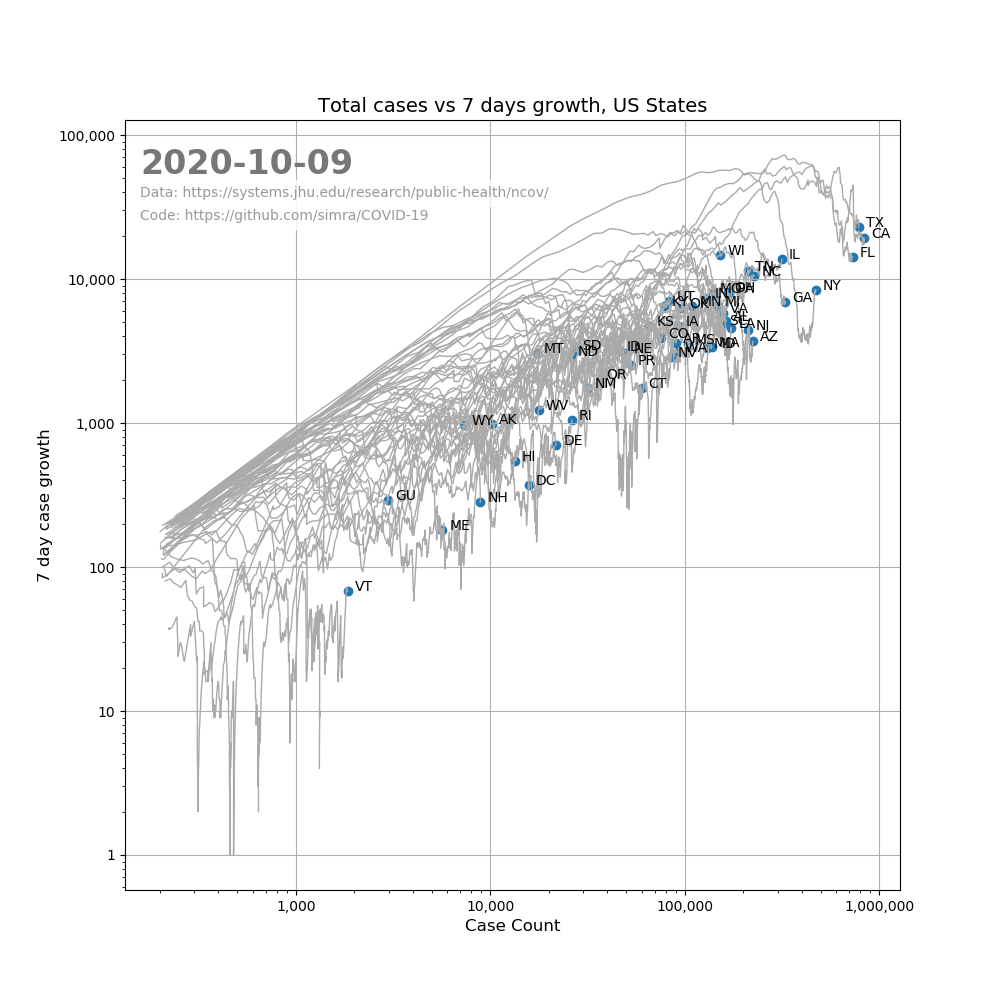 Total cases vs 7 days growth, US States
2020-10-09
Data: https://systems.jhu.edu/research/public-health/ncov/
Code: https://github.com/simra/COVID-19
7 day case growth
100,000
10,000
1,000
100
10
1
TX
CA
FL
WI
IL
TN
NC
NY
GA
UT
KY
OK
MN
MJ
VA
KS
IA
LA
NJ
AZ
CO
AR
MS
MA
NV
WA
MT
SD
ND
ID
NE
PR
OR
NM
CT
WV
RI
WY
AK
DE
HI
DC
GU
NH
ME
VT
1,000
10,000
100,000
1,000,000
Case Count